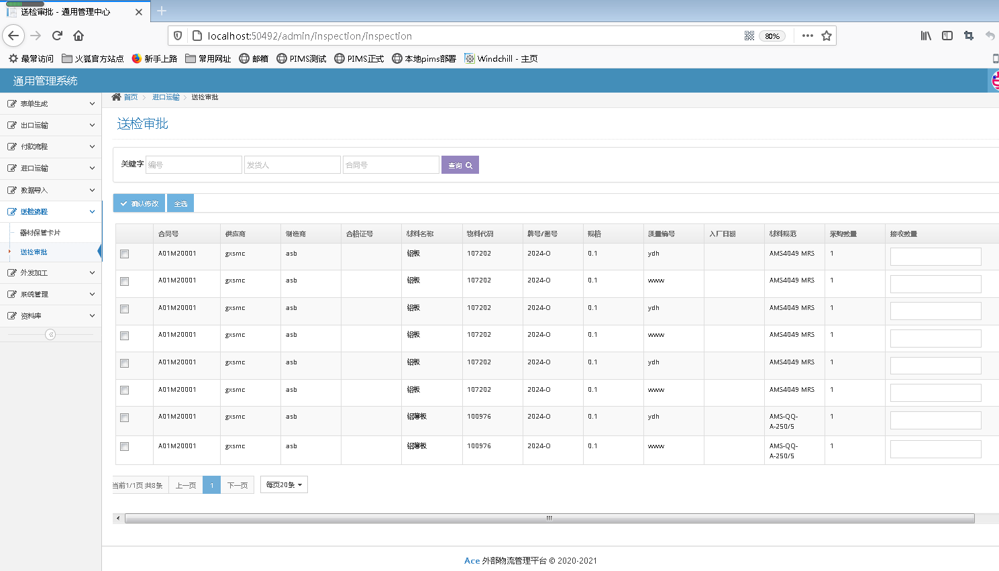 送检审批 - 通用管理中心
localhost:50492/admin/inspection/inspection 80%
最常访问 火狐官方站点 新手上路 常用网址 邮箱 PIMS测试 PIMS正式 本地pims部署 Windchill - 主页
通用管理系统
首页 进口运输 送检审批
表单生成
出口运输
付款流程
进口运输
数据导入
送检流程
器材保管卡片
送检审批
外发加工
系统管理
资料库
送检审批
关键字 编号 发货人 合同号 查询
确认修改 全选
合同号 供应商 制造商 合格证号 材料名称 物料代码 牌号/图号 规格 质量编号 入厂日期 材料规范 采购数量 接收数量
A01M20001 gxsmc asb 铝板 107202 2024-O 0.1 ydh AMS4049 MRS 1
A01M20001 gxsmc asb 铝板 107202 2024-O 0.1 www AMS4049 MRS 1
A01M20001 gxsmc asb 铝板 107202 2024-O 0.1 ydh AMS4049 MRS 1
A01M20001 gxsmc asb 铝板 107202 2024-O 0.1 www AMS4049 MRS 1
A01M20001 gxsmc asb 铝板 107202 2024-O 0.1 ydh AMS4049 MRS 1
A01M20001 gxsmc asb 铝板 107202 2024-O 0.1 www AMS4049 MRS 1
A01M20001 gxsmc asb 铝薄板 100976 2024-O 0.1 ydh AMS-QQ- 1
A-250/5
A01M20001 gxsmc asb 铝薄板 100976 2024-O 0.1 www AMS-QQ- 1
A-250/5
当前1/1页 共8条 上一页 1 下一页 每页20条
Ace 外部物流管理平台 © 2020-2021